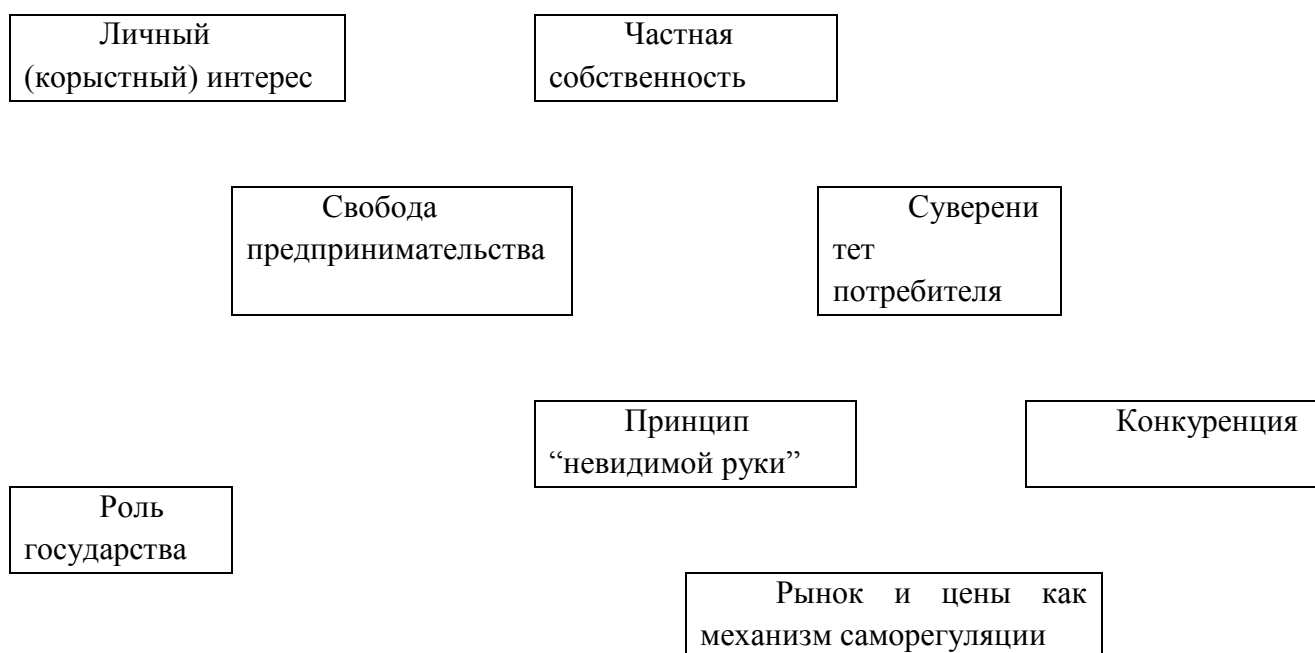 Личный
(корыстный) интерес
Частная
собственность
Свобода
предпринимательства
Суверени
тет
потребителя
Принцип
“невидимой руки”
Конкуренция
Роль
государства
Рынок и цены как
механизм саморегуляции